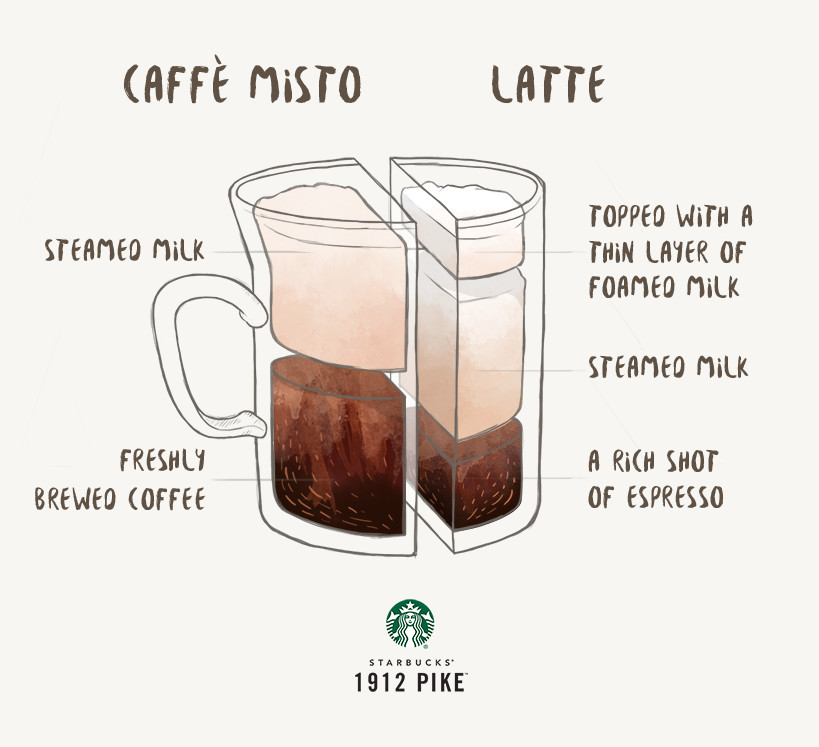 CAFFÈ MiSTO
LATTE
STEAMED MiLK
FRESHLY
BREWED COFFEE
TOPPED WiTH A
THiN LAYER OF
FOAMED MiLK
STEAMED MiLK
A RiCH SHOT
OF ESPRESSO
STARBUCKS®
1912 PIKE™